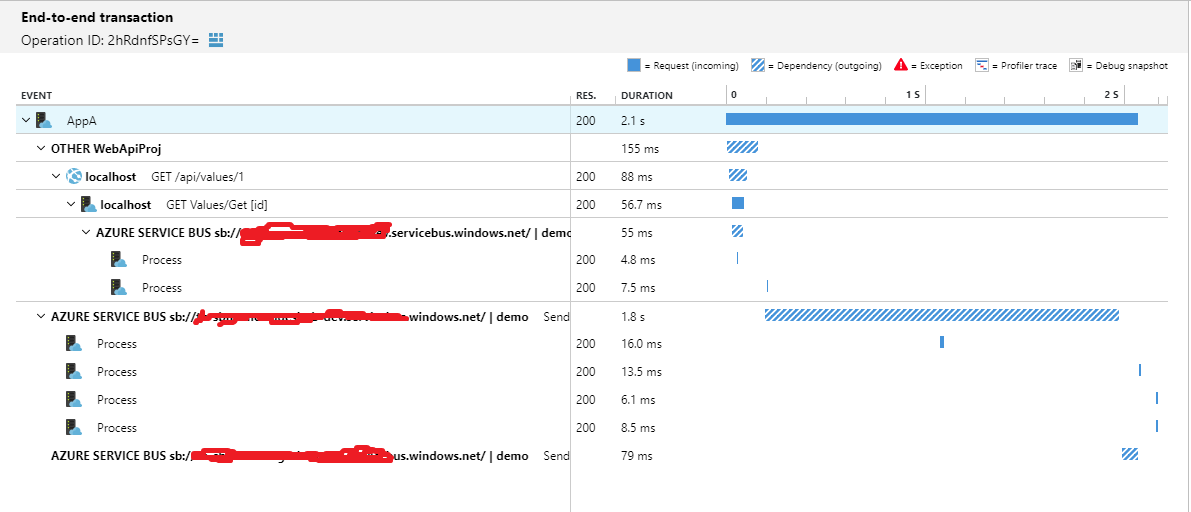 End-to-end transaction
Operation ID: 2hRdnfSPsGY=
= Request (incoming) = Dependency (outgoing) = Exception = Profiler trace = Debug snapshot
EVENT RES. DURATION 0 1 S 2 S
AppA 200 2.1 s
OTHER WebApiProj 155 ms
localhost GET /api/values/1 200 88 ms
localhost GET Values/Get [id] 200 56.7 ms
AZURE SERVICE BUS sb:// .servicebus.windows.net/ | demo 55 ms
Process 200 4.8 ms
Process 200 7.5 ms
AZURE SERVICE BUS sb:// .windows.net/ | demo Send 1.8 s
Process 200 16.0 ms
Process 200 13.5 ms
Process 200 6.1 ms
Process 200 8.5 ms
AZURE SERVICE BUS sb:// us.windows.net/ | demo Send 79 ms